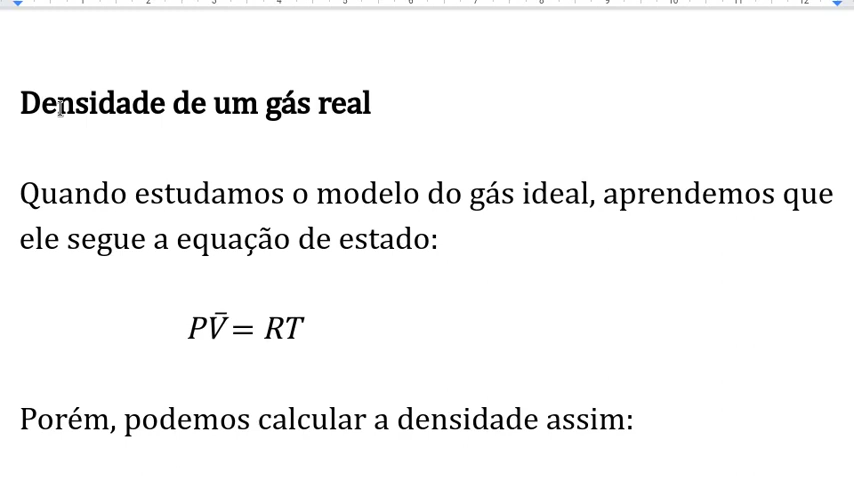 Densidade de um gás real
Quando estudamos o modelo do gás ideal, aprendemos que
ele segue a equação de estado:
PV̄ = RT
Porém, podemos calcular a densidade assim: